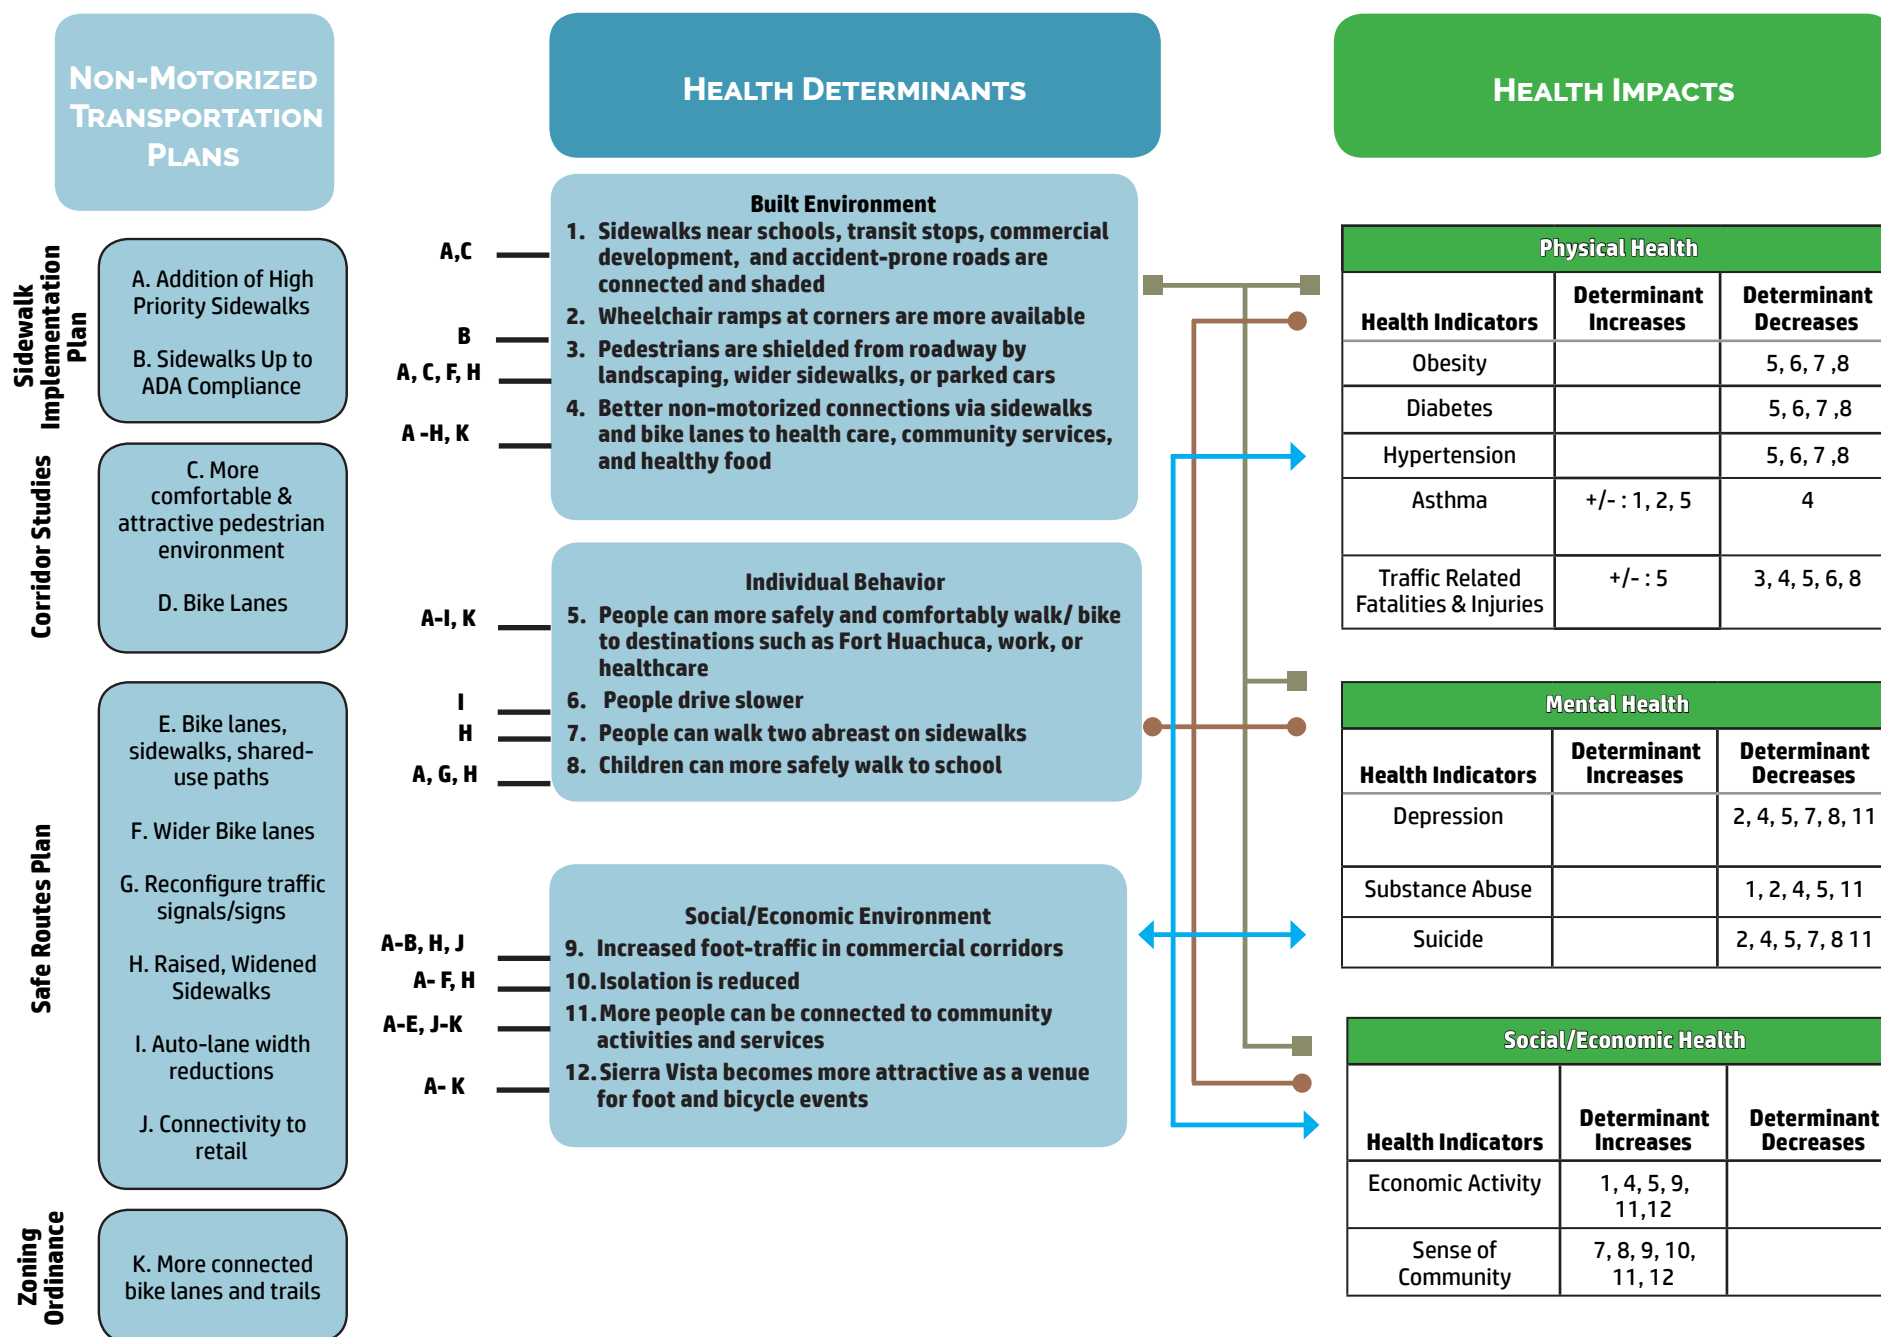 NON-MOTORIZED
TRANSPORTATION
PLANS
HEALTH DETERMINANTS
HEALTH IMPACTS
Sidewalk
Implementation
Plan
A. Addition of High
Priority Sidewalks
B. Sidewalks Up to
ADA Compliance
Corridor Studies
C. More
comfortable &
attractive pedestrian
environment
D. Bike Lanes
Safe Routes Plan
E. Bike lanes,
sidewalks, shared-
use paths
F. Wider Bike lanes
G. Reconfigure traffic
signals/signs
H. Raised, Widened
Sidewalks
I. Auto-lane width
reductions
J. Connectivity to
retail
Zoning
Ordinance
K. More connected
bike lanes and trails
A,C
B
A, C, F, H
A -H, K
Built Environment
1. Sidewalks near schools, transit stops, commercial
development, and accident-prone roads are
connected and shaded
2. Wheelchair ramps at corners are more available
3. Pedestrians are shielded from roadway by
landscaping, wider sidewalks, or parked cars
4. Better non-motorized connections via sidewalks
and bike lanes to health care, community services,
and healthy food
A-I, K
I
H
A, G, H
Individual Behavior
5. People can more safely and comfortably walk/ bike
to destinations such as Fort Huachuca, work, or
healthcare
6. People drive slower
7. People can walk two abreast on sidewalks
8. Children can more safely walk to school
A-B, H, J
A- F, H
A-E, J-K
A- K
Social/Economic Environment
9. Increased foot-traffic in commercial corridors
10. Isolation is reduced
11. More people can be connected to community
activities and services
12. Sierra Vista becomes more attractive as a venue
for foot and bicycle events
Physical Health
Health Indicators
Determinant
Increases
Determinant
Decreases
Obesity
5, 6, 7 ,8
Diabetes
5, 6, 7 ,8
Hypertension
5, 6, 7 ,8
Asthma
+/- : 1, 2, 5
4
Traffic Related
Fatalities & Injuries
+/- : 5
3, 4, 5, 6, 8
Mental Health
Health Indicators
Determinant
Increases
Determinant
Decreases
Depression
2, 4, 5, 7, 8, 11
Substance Abuse
1, 2, 4, 5, 11
Suicide
2, 4, 5, 7, 8 11
Social/Economic Health
Health Indicators
Determinant
Increases
Determinant
Decreases
Economic Activity
1, 4, 5, 9,
11,12
Sense of
Community
7, 8, 9, 10,
11, 12